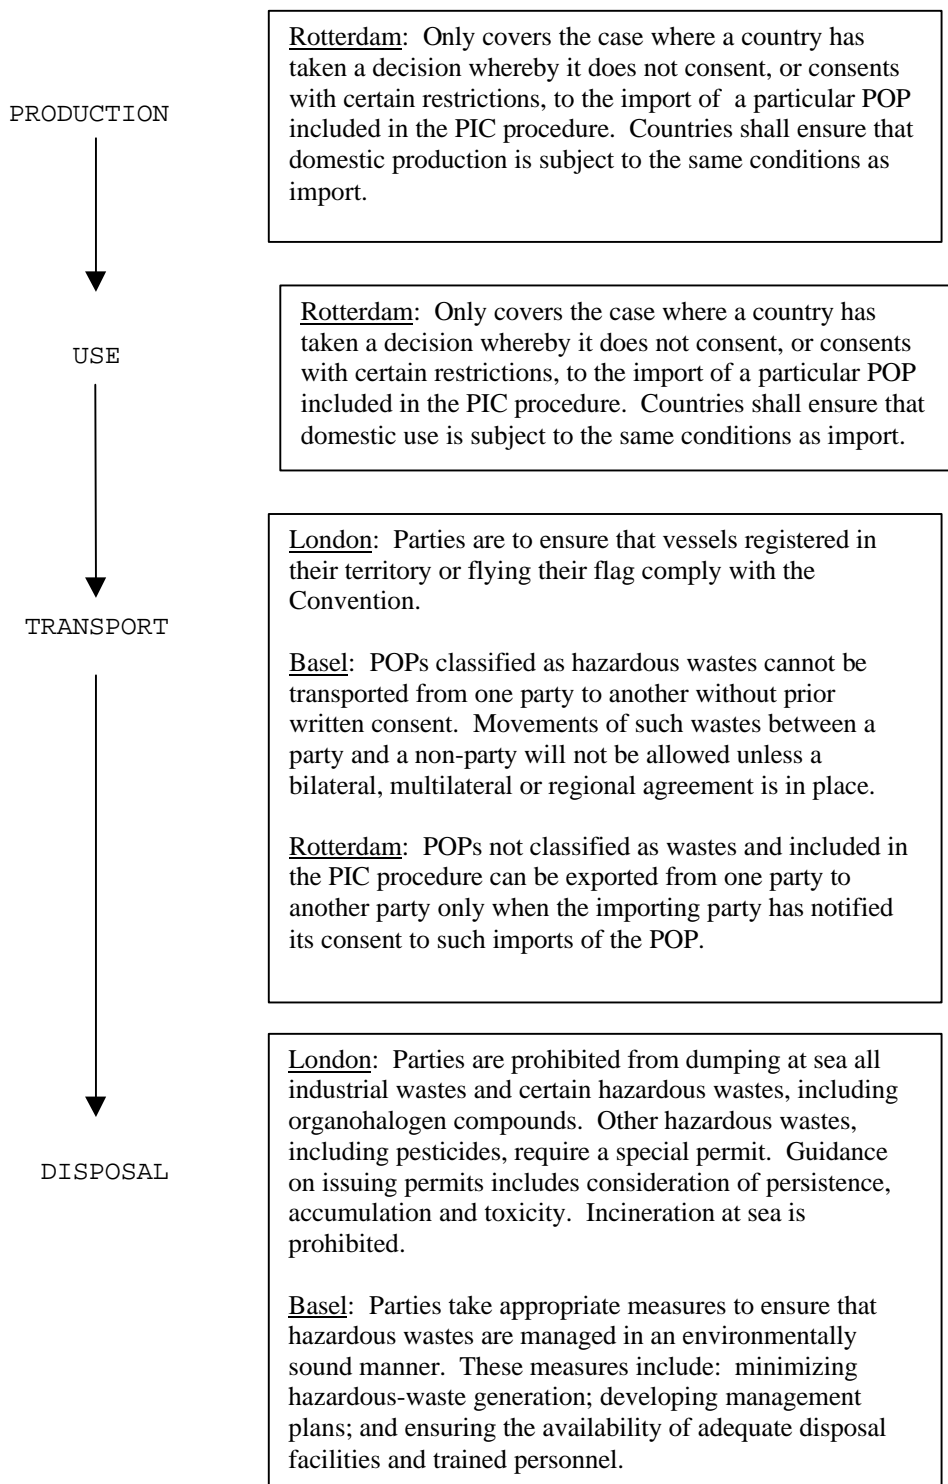 PRODUCTION
Rotterdam: Only covers the case where a country has
taken a decision whereby it does not consent, or consents
with certain restrictions, to the import of a particular POP
included in the PIC procedure. Countries shall ensure that
domestic production is subject to the same conditions as
import.
USE
Rotterdam: Only covers the case where a country has
taken a decision whereby it does not consent, or consents
with certain restrictions, to the import of a particular POP
included in the PIC procedure. Countries shall ensure that
domestic use is subject to the same conditions as import.
TRANSPORT
London: Parties are to ensure that vessels registered in
their territory or flying their flag comply with the
Convention.
Basel: POPs classified as hazardous wastes cannot be
transported from one party to another without prior
written consent. Movements of such wastes between a
party and a non-party will not be allowed unless a
bilateral, multilateral or regional agreement is in place.
Rotterdam: POPs not classified as wastes and included in
the PIC procedure can be exported from one party to
another party only when the importing party has notified
its consent to such imports of the POP.
DISPOSAL
London: Parties are prohibited from dumping at sea all
industrial wastes and certain hazardous wastes, including
organohalogen compounds. Other hazardous wastes,
including pesticides, require a special permit. Guidance
on issuing permits includes consideration of persistence,
accumulation and toxicity. Incineration at sea is
prohibited.
Basel: Parties take appropriate measures to ensure that
hazardous wastes are managed in an environmentally
sound manner. These measures include: minimizing
hazardous-waste generation; developing management
plans; and ensuring the availability of adequate disposal
facilities and trained personnel.